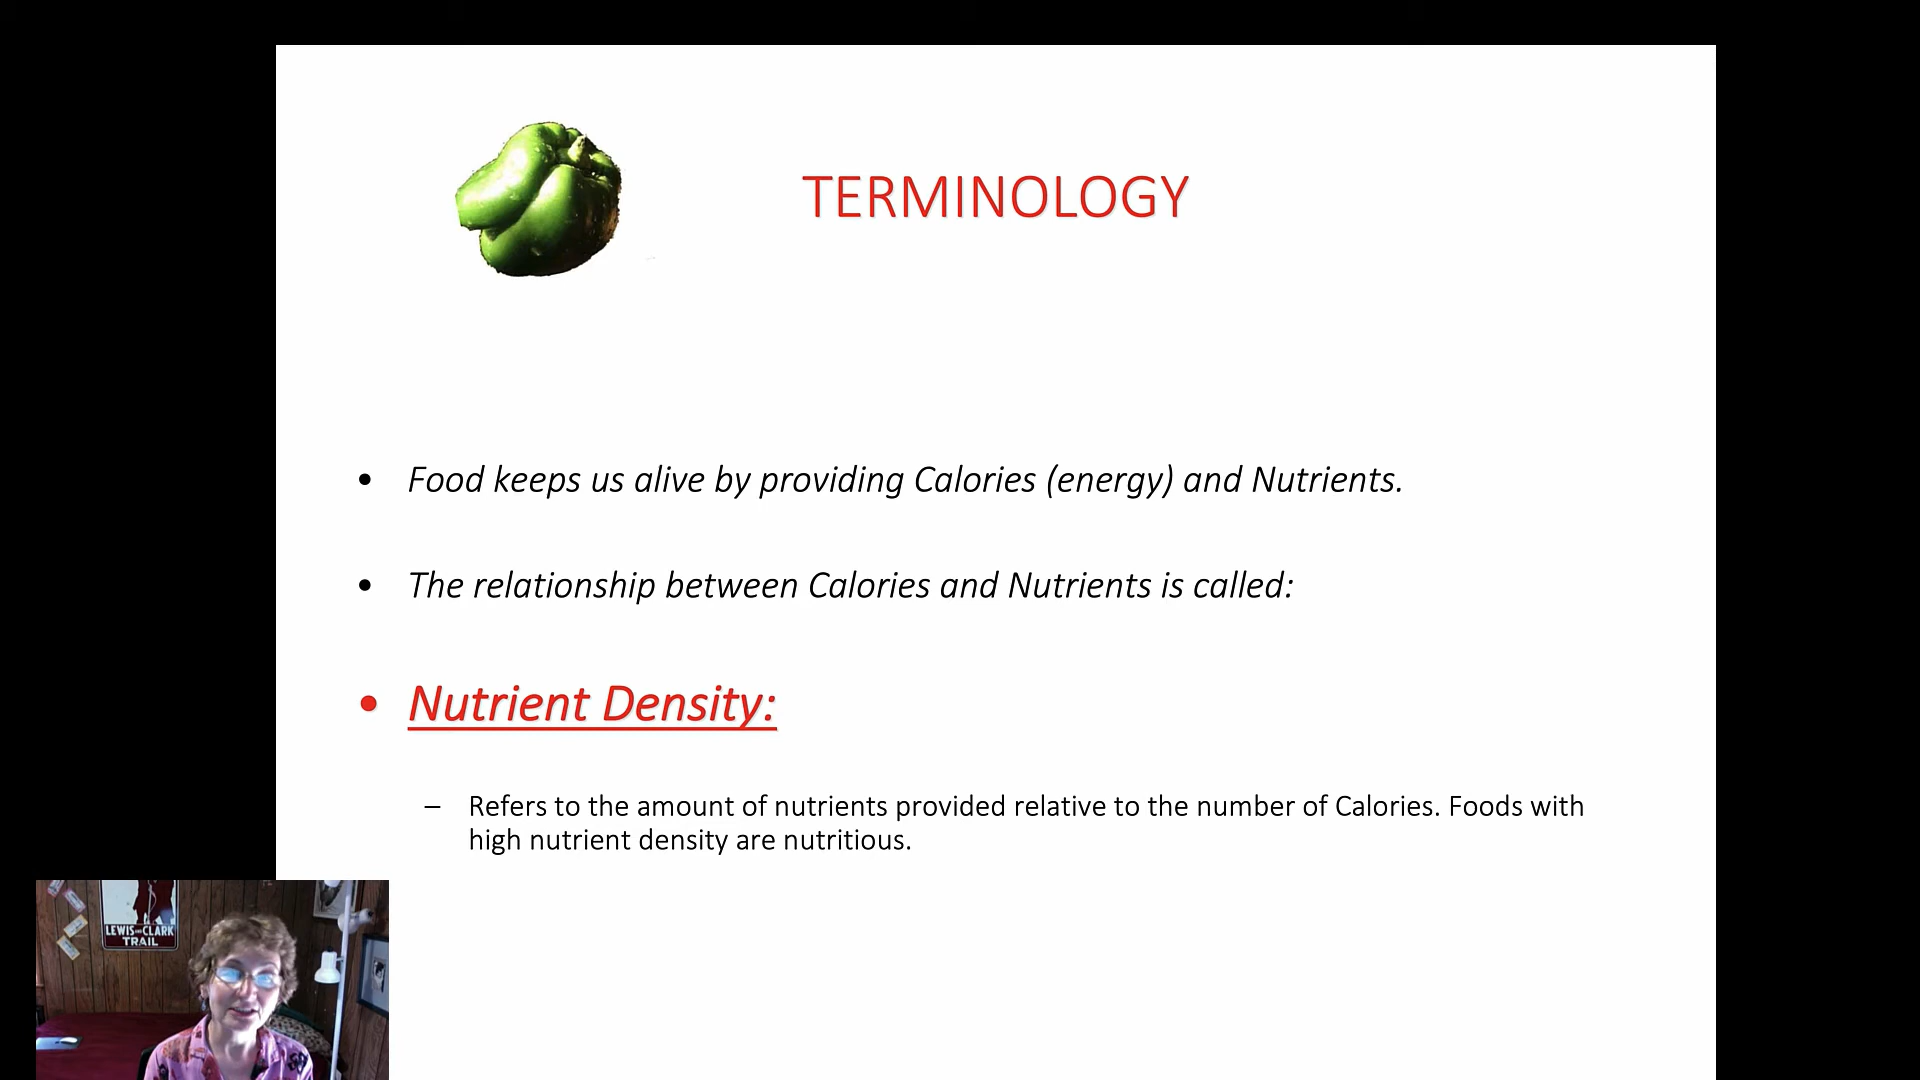 TERMINOLOGY
• Food keeps us alive by providing Calories (energy) and Nutrients.
• The relationship between Calories and Nutrients is called:
• Nutrient Density:
– Refers to the amount of nutrients provided relative to the number of Calories. Foods with
high nutrient density are nutritious.
LEWIS AND CLARK
TRAIL